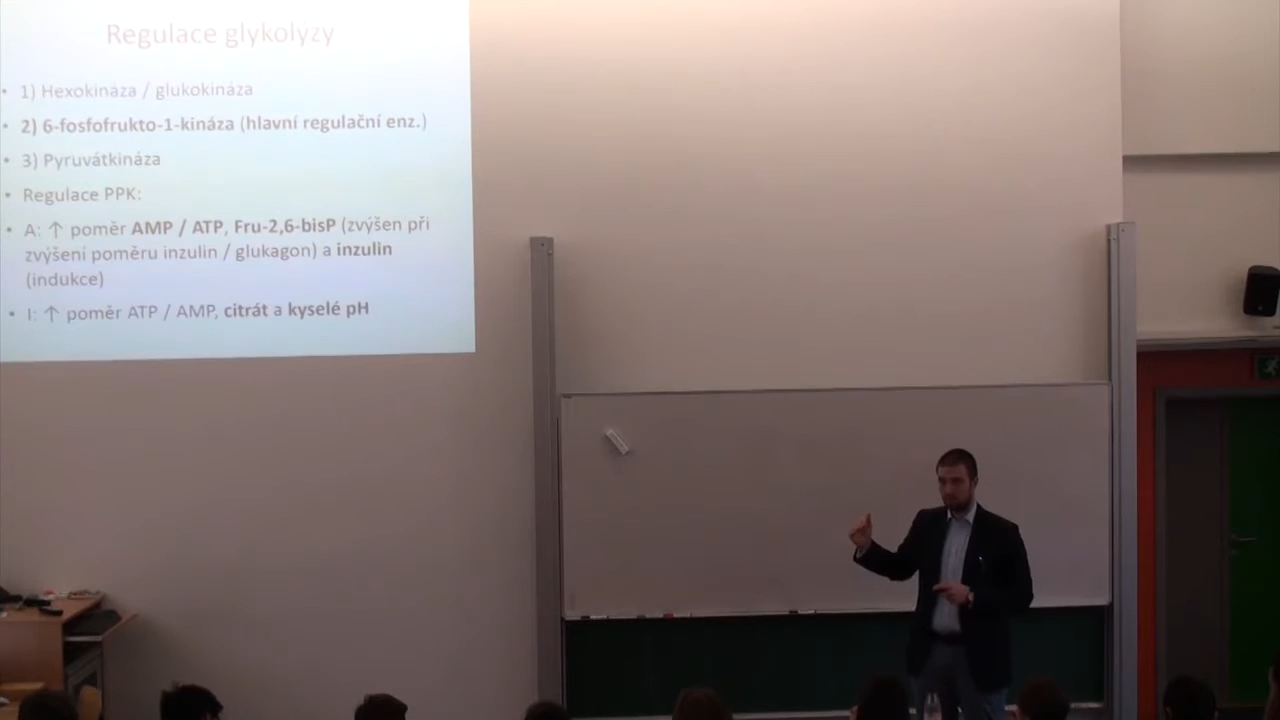 Regulace glykolyzy
• 1) Hexokináza / glukokináza
• 2) 6-fosfofrukto-1-kináza (hlavní regulační enz.)
• 3) Pyruvátkináza
• Regulace PPK:
• A: ↑ poměr AMP / ATP, Fru-2,6-bisP (zvýšen při
zvýšení poměru inzulin / glukagon) a inzulin
(indukce)
• I: ↑ poměr ATP / AMP, citrát a kyselé pH